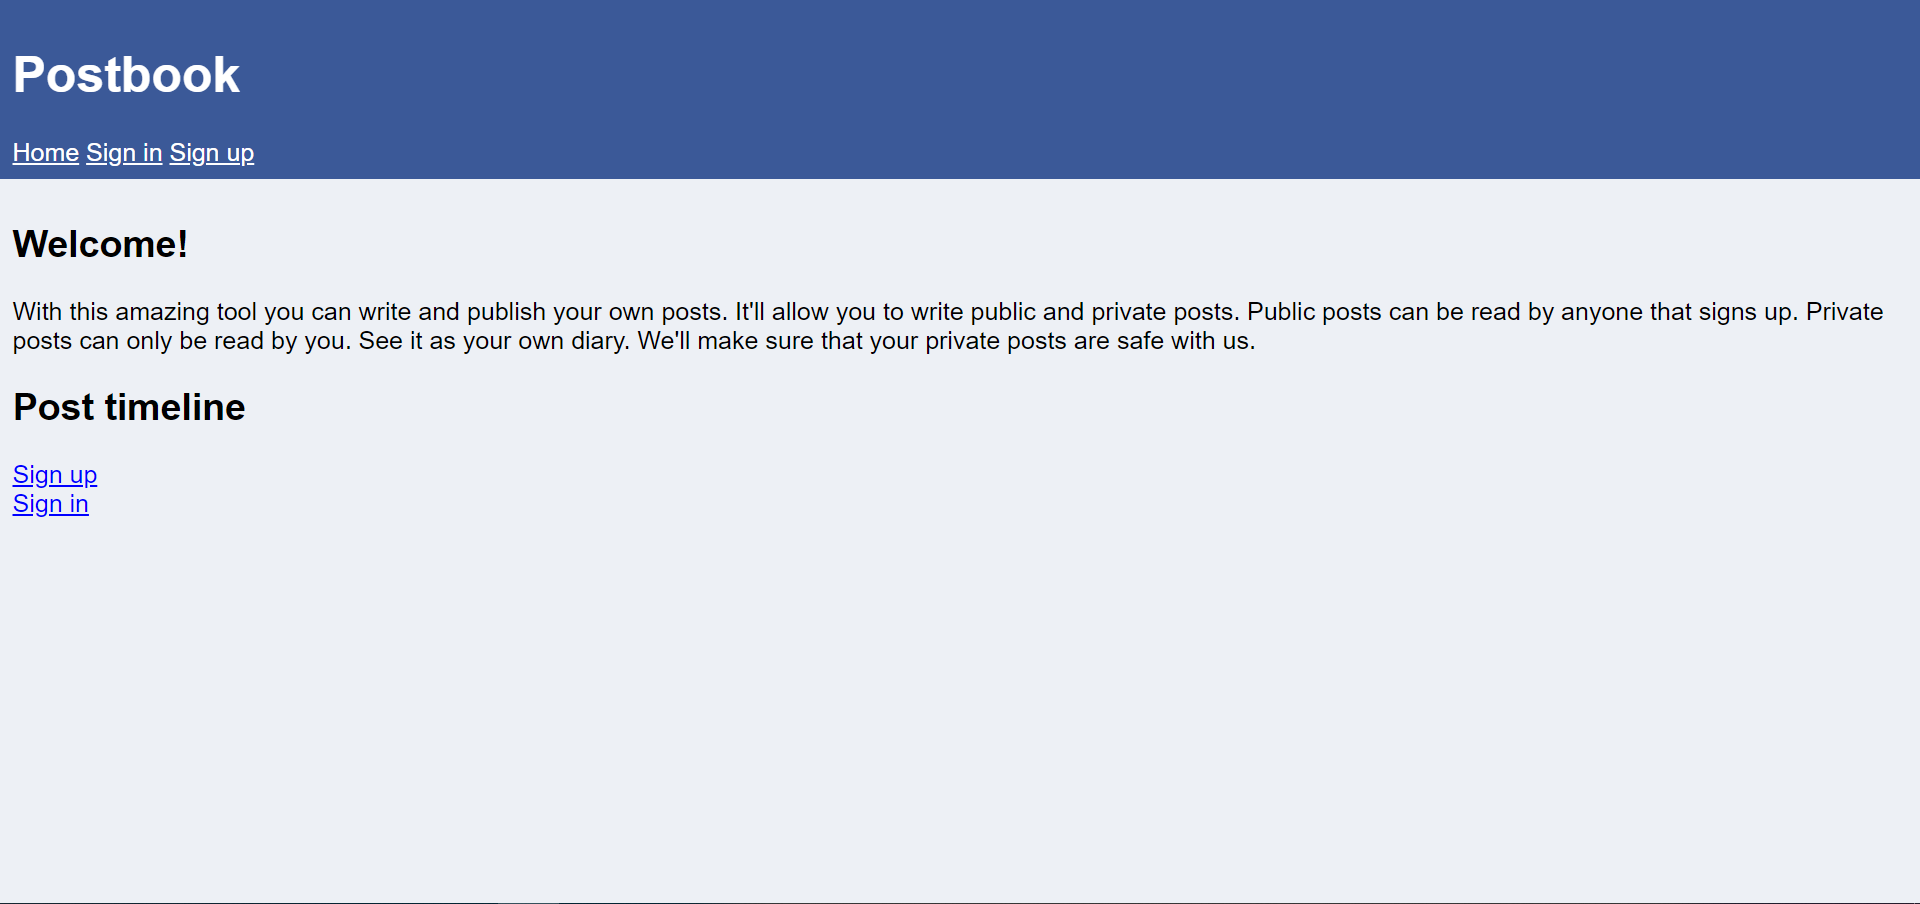 Postbook
Home Sign in Sign up
Welcome!
With this amazing tool you can write and publish your own posts. It'll allow you to write public and private posts. Public posts can be read by anyone that signs up. Private
posts can only be read by you. See it as your own diary. We'll make sure that your private posts are safe with us.
Post timeline
Sign up
Sign in